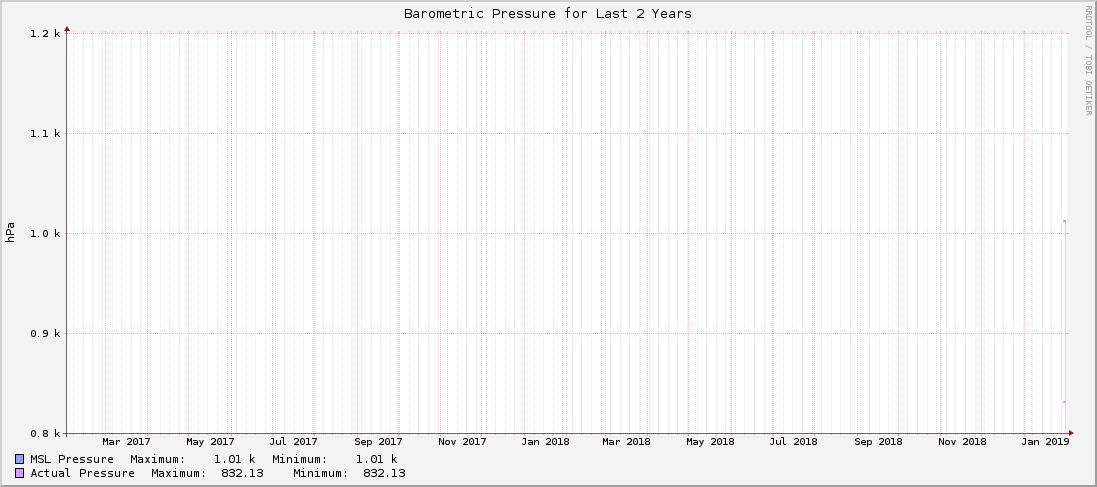 Barometric Pressure for Last 2 Years
RRDTOOL / TOBI OETIKER
hPa
1.2 k
1.1 k
1.0 k
0.9 k
0.8 k
Mar 2017 May 2017 Jul 2017 Sep 2017 Nov 2017 Jan 2018 Mar 2018 May 2018 Jul 2018 Sep 2018 Nov 2018 Jan 2019
MSL Pressure Maximum: 1.01 k Minimum: 1.01 k
Actual Pressure Maximum: 832.13 Minimum: 832.13